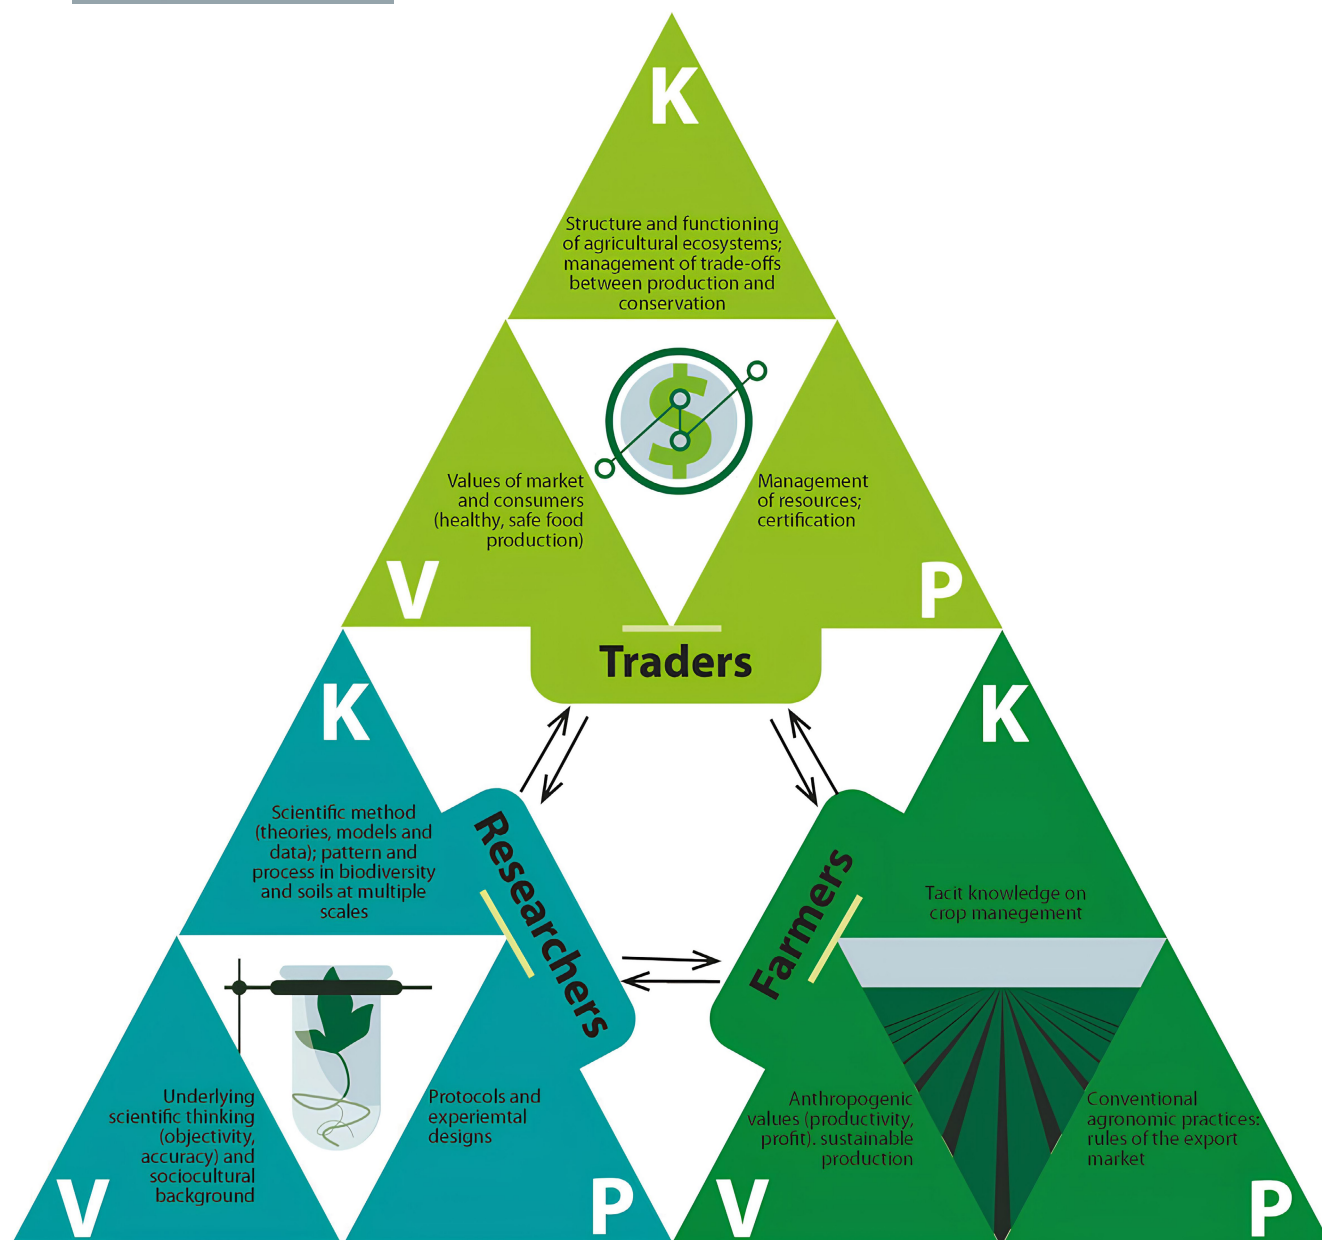 K
Structure and functioning
of agricultural ecosystems;
management of trade-offs
between production and
conservation
Values of market
and consumers
(healthy, safe food
production)
Management
of resources;
certification
V
P
Traders
K
Scientific method
(theories, models and
data); pattern and
process in biodiversity
and soils at multiple
scales
Researchers
Underlying
scientific thinking
(objectivity,
accuracy) and
sociocultural
background
Protocols and
experiemtal
designs
V
P
K
Tacit knowledge on
crop manegement
Farmers
Anthropogenic
values (productivity,
profit). sustainable
production
Conventional
agronomic practices:
rules of the export
market
V
P